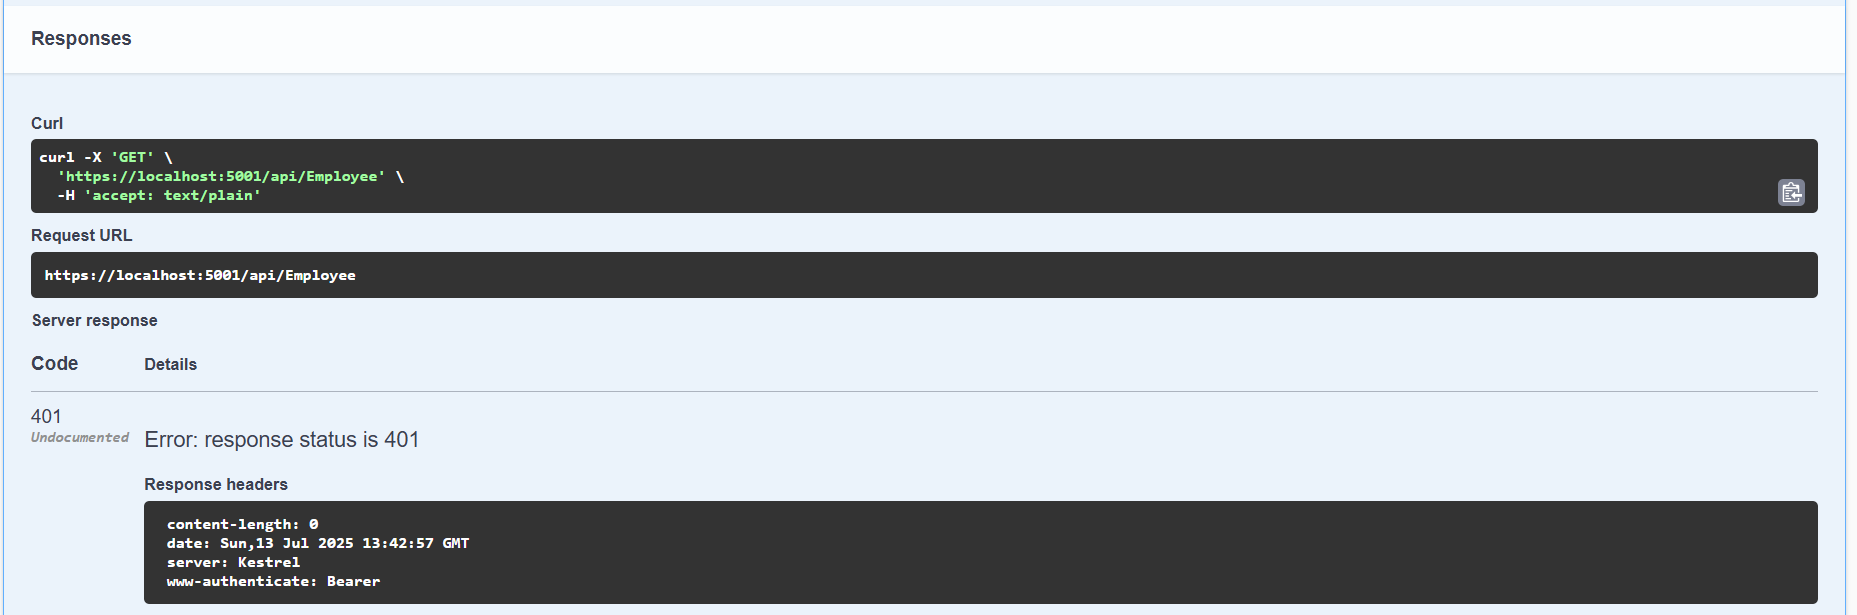 Responses
Curl
curl -X 'GET' \
'https://localhost:5001/api/Employee' \
-H 'accept: text/plain'
Request URL
https://localhost:5001/api/Employee
Server response
Code Details
401
Undocumented
Error: response status is 401
Response headers
content-length: 0
date: Sun,13 Jul 2025 13:42:57 GMT
server: Kestrel
www-authenticate: Bearer